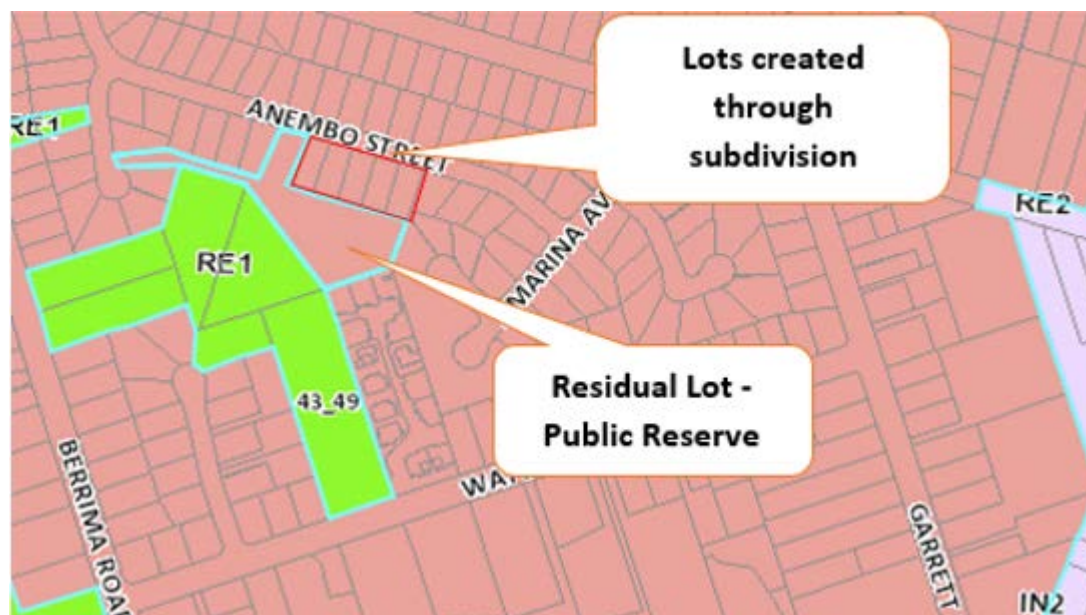 Lots created
through
subdivision
ANEMBO STREET
RE1
RE2
MARINA AV
RE1
Residual Lot -
Public Reserve
43_49
BERRIMA ROA
GARRETT
IN2